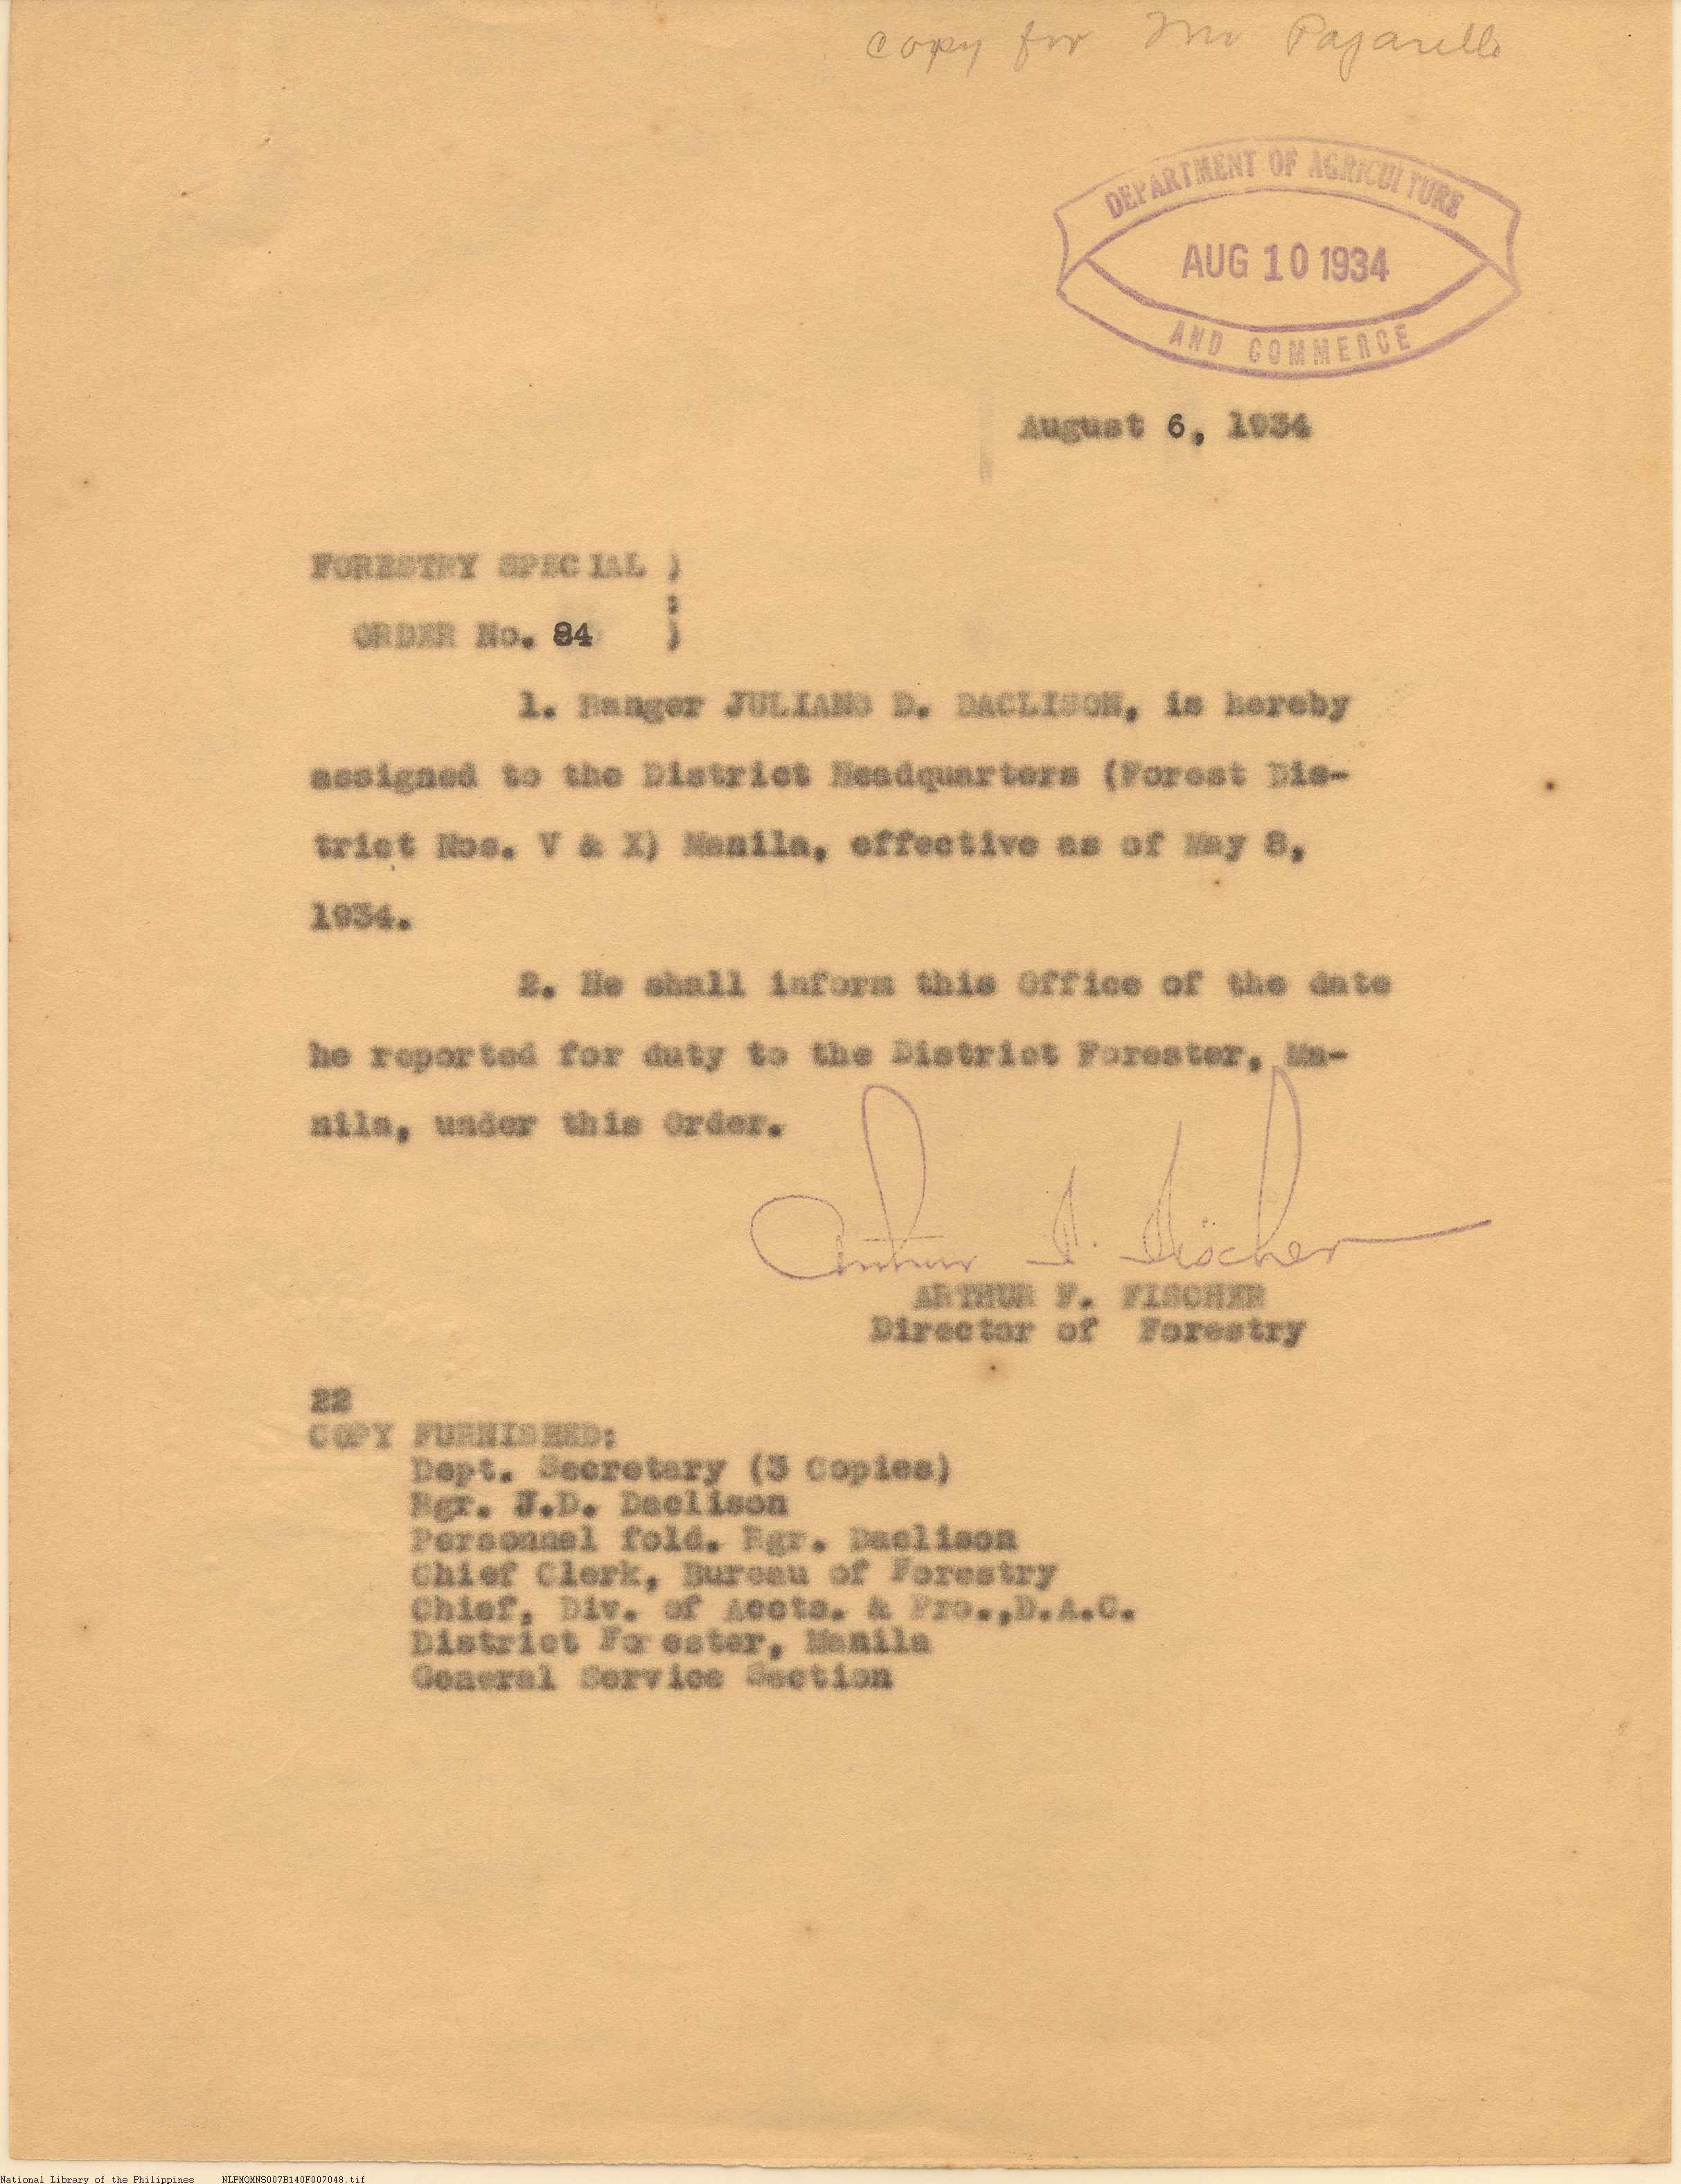 copy for Mr Pajarillo
DEPARTMENT OF AGRICULTURE
AUG 10 1934
AND COMMERCE
August 6, 1934
FORESTRY SPECIAL )
:
ORDER No. 84 )
1. Ranger JULIANO D. DACLISON, is hereby
assigned to the District Headquarters (Forest Dis-
trict Nos. V & X) Manila, effective as of May 8,
1934.
2. He shall inform this Office of the date
he reported for duty to the District Forester, Ma-
nila, under this Order.
Arthur F. Fischer
ARTHUR F. FISCHER
Director of Forestry
22
COPY FURNISHED:
Dept. Secretary (3 Copies)
Rgr. J.D. Daclison
Personnel fold. Rgr. Daclison
Chief Clerk, Bureau of Forestry
Chief, Div. of Accts. & Pro.,D.A.C.
District Forester, Manila
General Service Section
National Library of the Philippines NLPMQMNS007B140F007048.tif